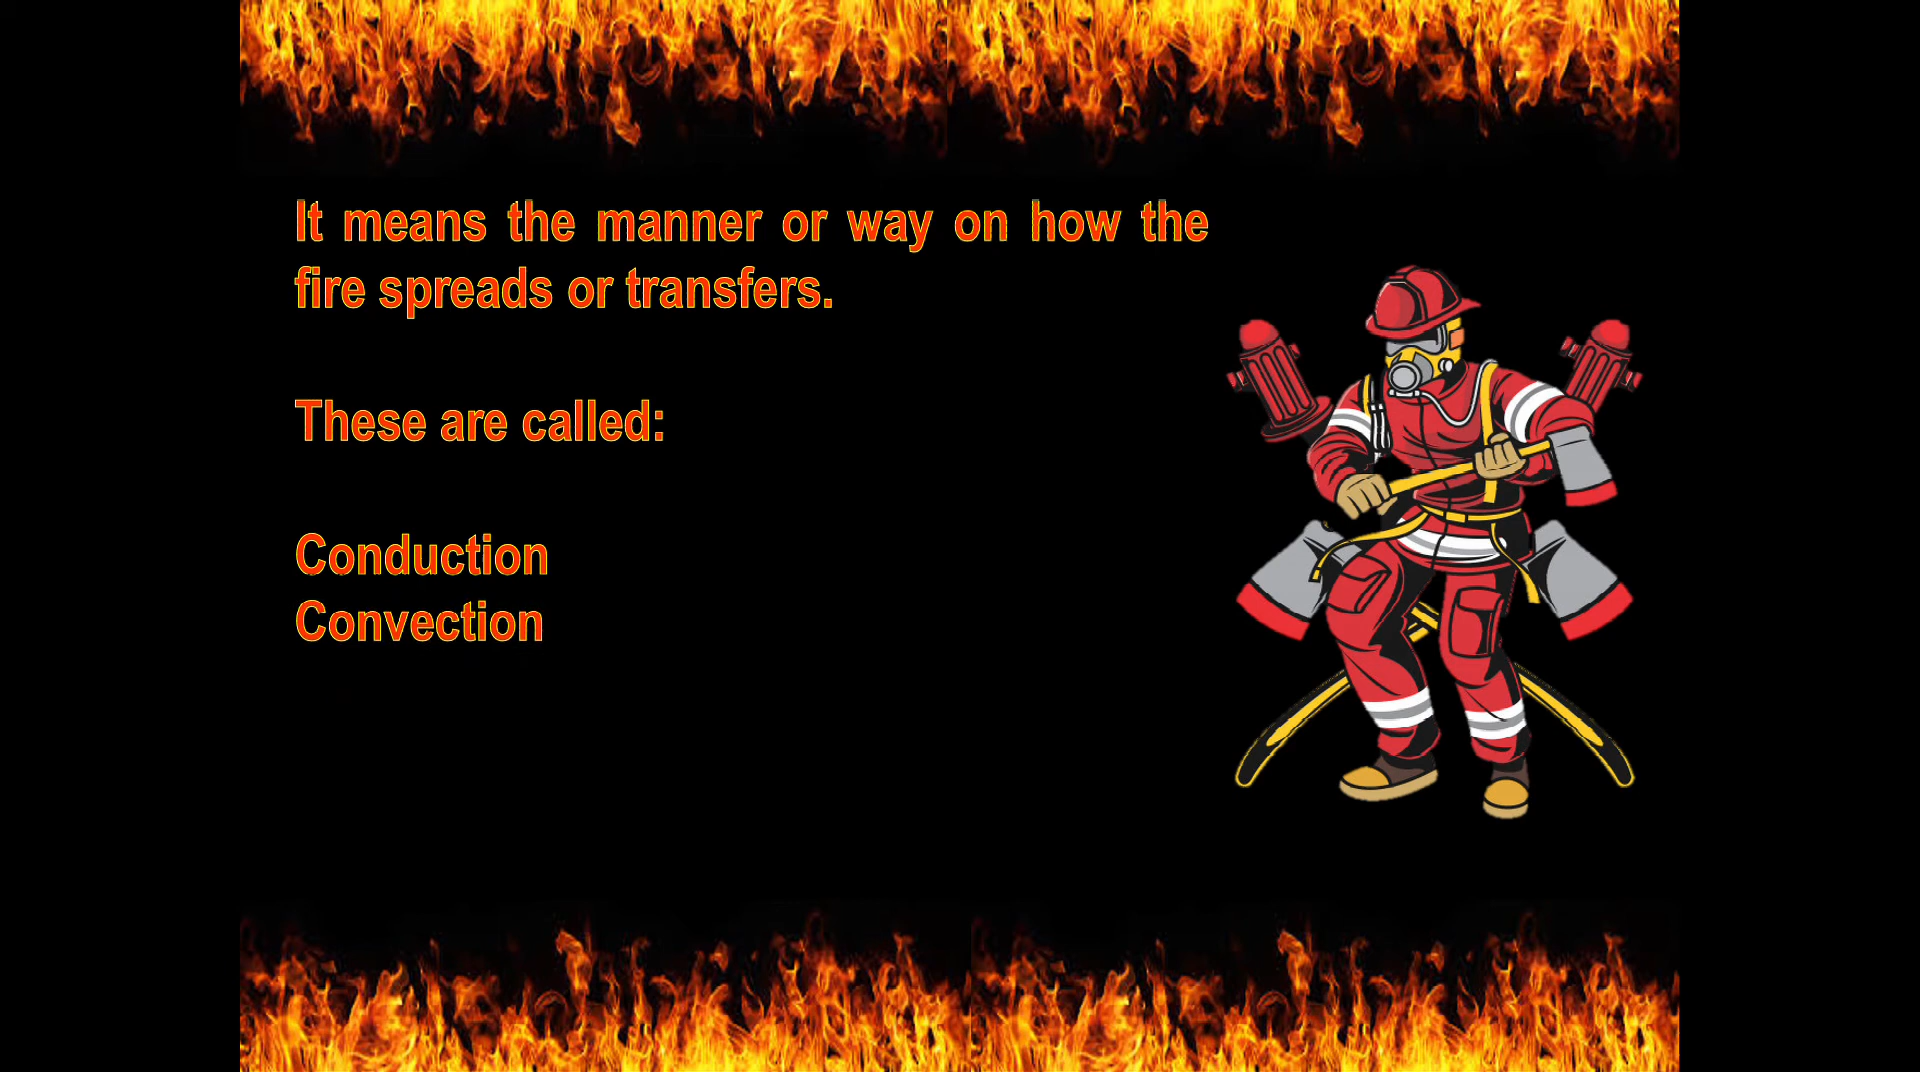 It means the manner or way on how the
fire spreads or transfers.
These are called:
Conduction
Convection